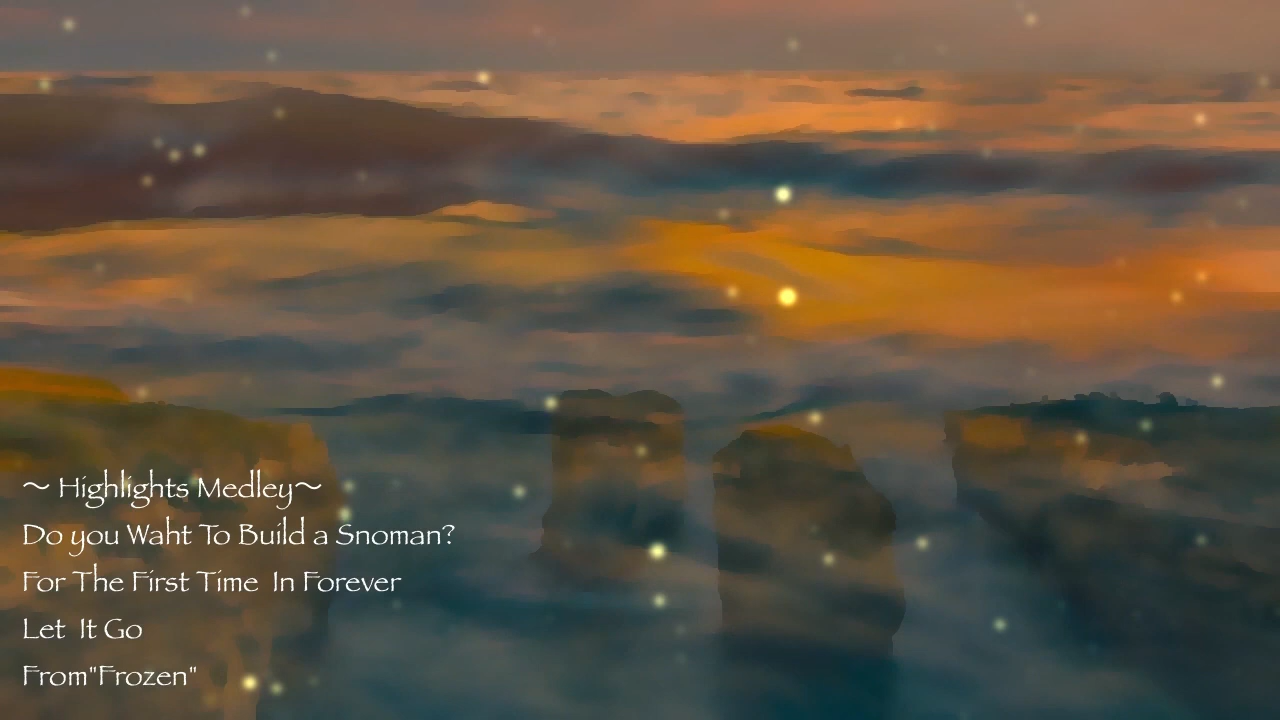 ～ Highlights Medley～
Do you Waht To Build a Snoman?
For The First Time In Forever
Let It Go
From"Frozen"